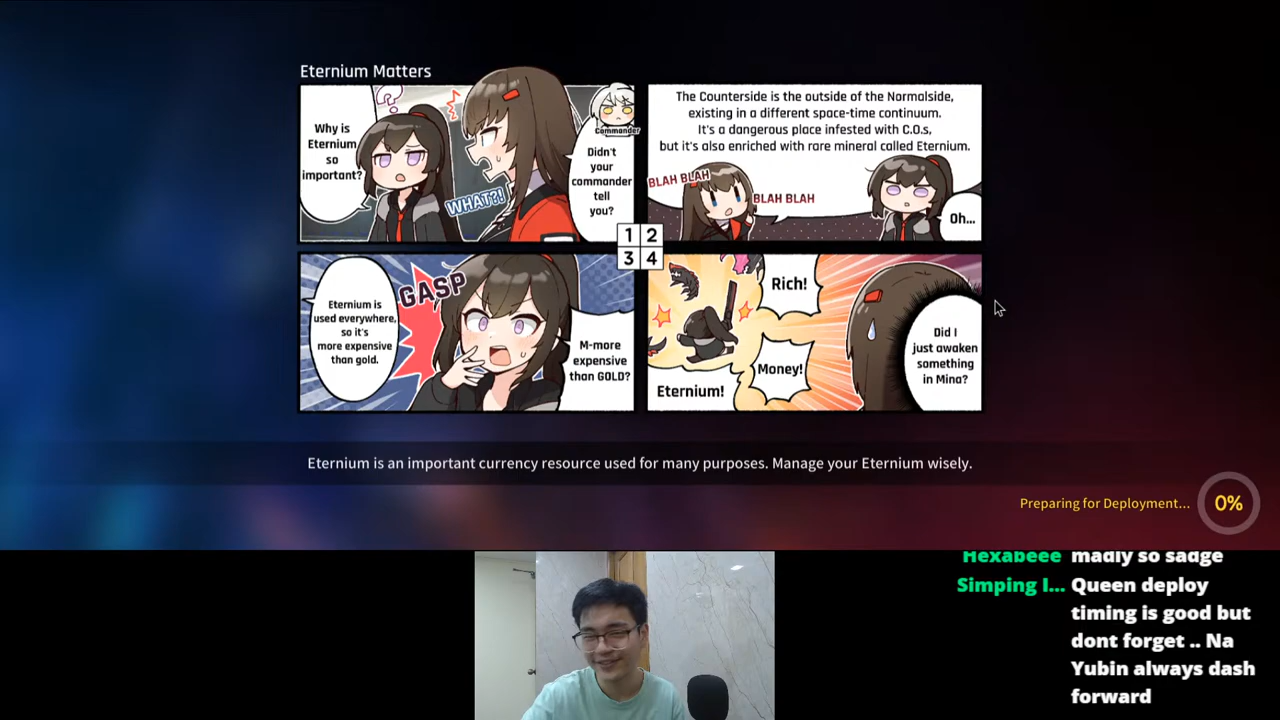 Eternium Matters
Why is
Eternium
so
important?
?
WHAT?!
Commander
Didn't
your
commander
tell
you?
The Counterside is the outside of the Normalside,
existing in a different space-time continuum.
It's a dangerous place infested with C.O.s,
but it's also enriched with rare mineral called Eternium.
BLAH BLAH
BLAH BLAH
Oh...
1 2
3 4
Eternium is
used everywhere,
so it's
more expensive
than gold.
GASP
M-more
expensive
than GOLD?
Rich!
Money!
Eternium!
Did I
just awaken
something
in Mina?
Eternium is an important currency resource used for many purposes. Manage your Eternium wisely.
Preparing for Deployment... 0%
Hexabeee madly so sadge
Simping I... Queen deploy
timing is good but
dont forget .. Na
Yubin always dash
forward